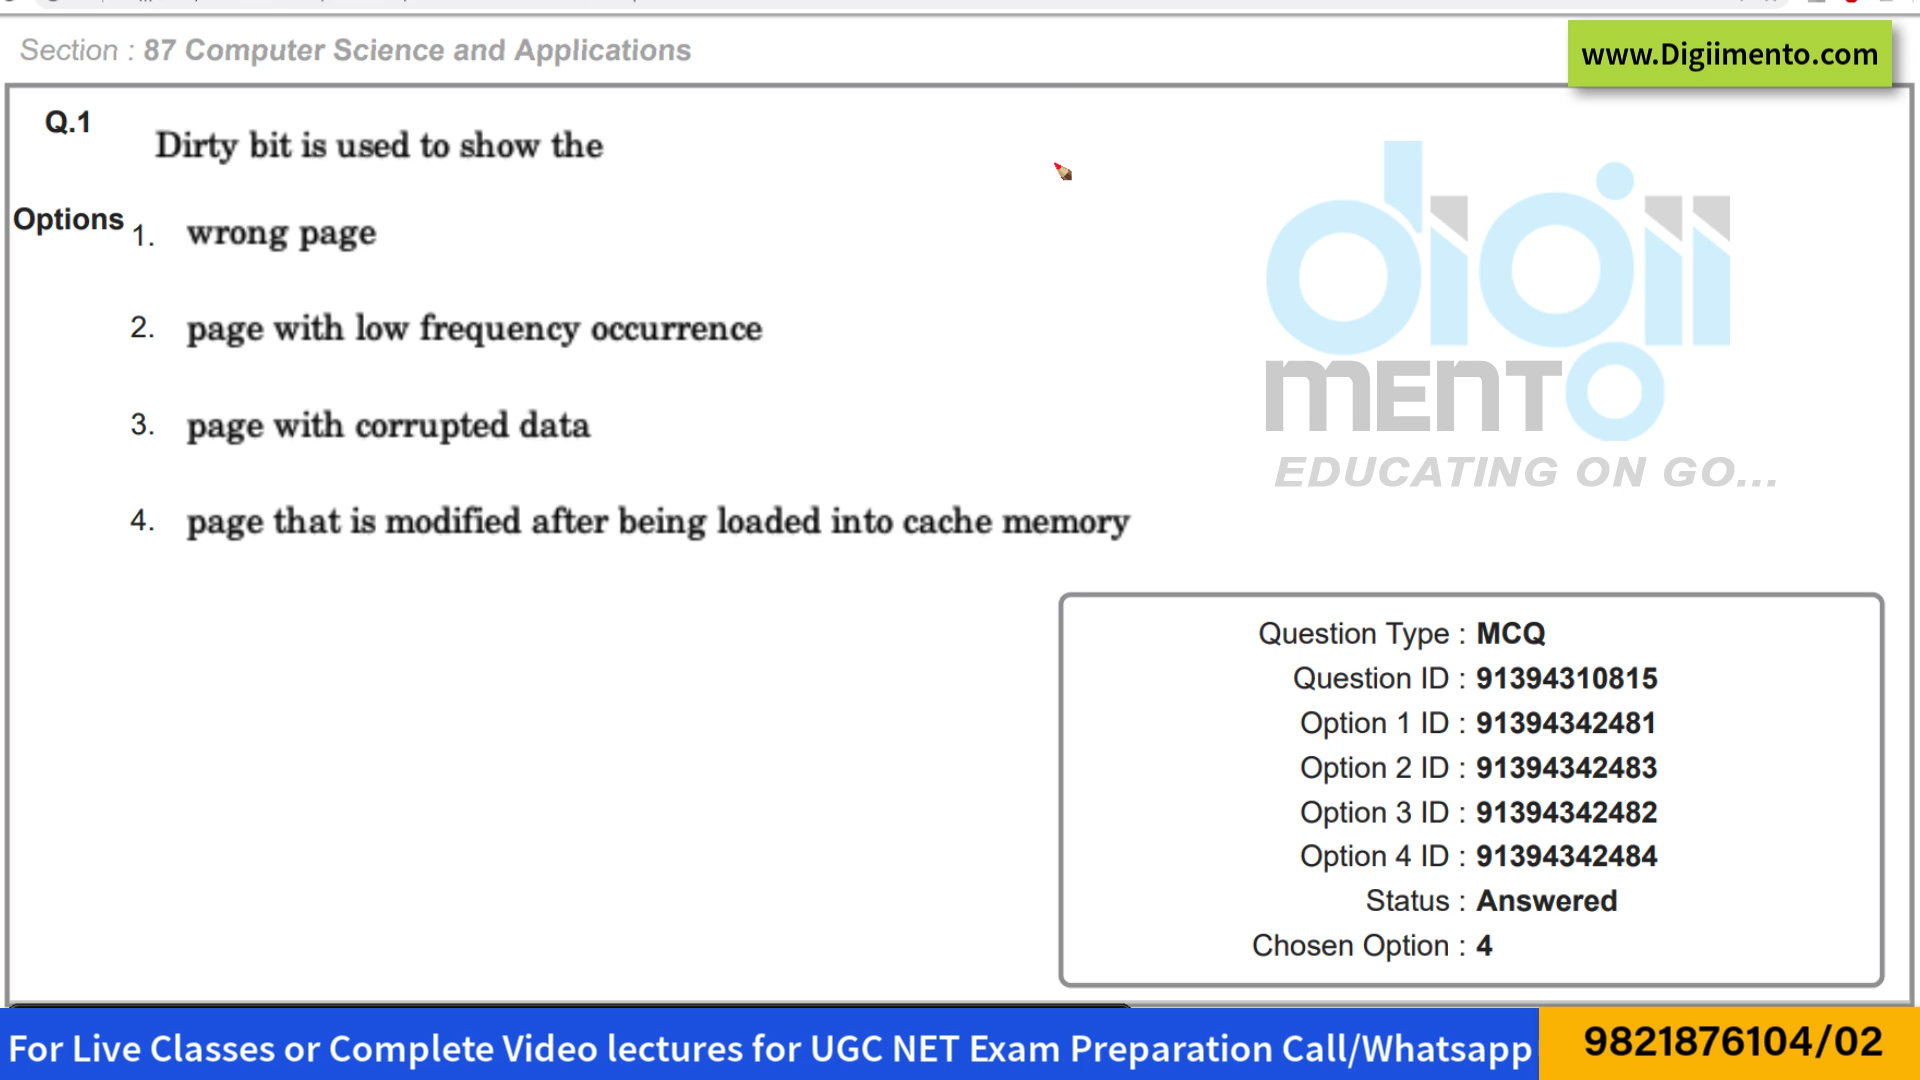 Section : 87 Computer Science and Applications
www.Digiimento.com
Q.1
Dirty bit is used to show the
Options
1. wrong page
2. page with low frequency occurrence
3. page with corrupted data
4. page that is modified after being loaded into cache memory
digii
MENTO
EDUCATING ON GO...
Question Type : MCQ
Question ID : 91394310815
Option 1 ID : 91394342481
Option 2 ID : 91394342483
Option 3 ID : 91394342482
Option 4 ID : 91394342484
Status : Answered
Chosen Option : 4
For Live Classes or Complete Video lectures for UGC NET Exam Preparation Call/Whatsapp
9821876104/02